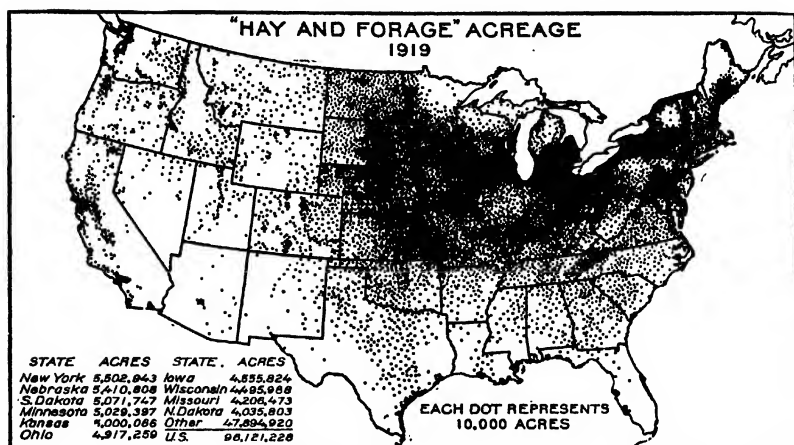 "HAY AND FORAGE" ACREAGE
1919
STATE ACRES STATE. ACRES
New York 5,502,943 Iowa 4,555,824
Nebraska 5,410,808 Wisconsin 4,495,968
S. Dakota 5,071,747 Missouri 4,206,473
Minnesota 5,029,397 N. Dakota 4,035,803
Kansas 5,000,086 Other 47,894,920
Ohio 4,917,259 U.S. 96,121,228
EACH DOT REPRESENTS
10,000 ACRES